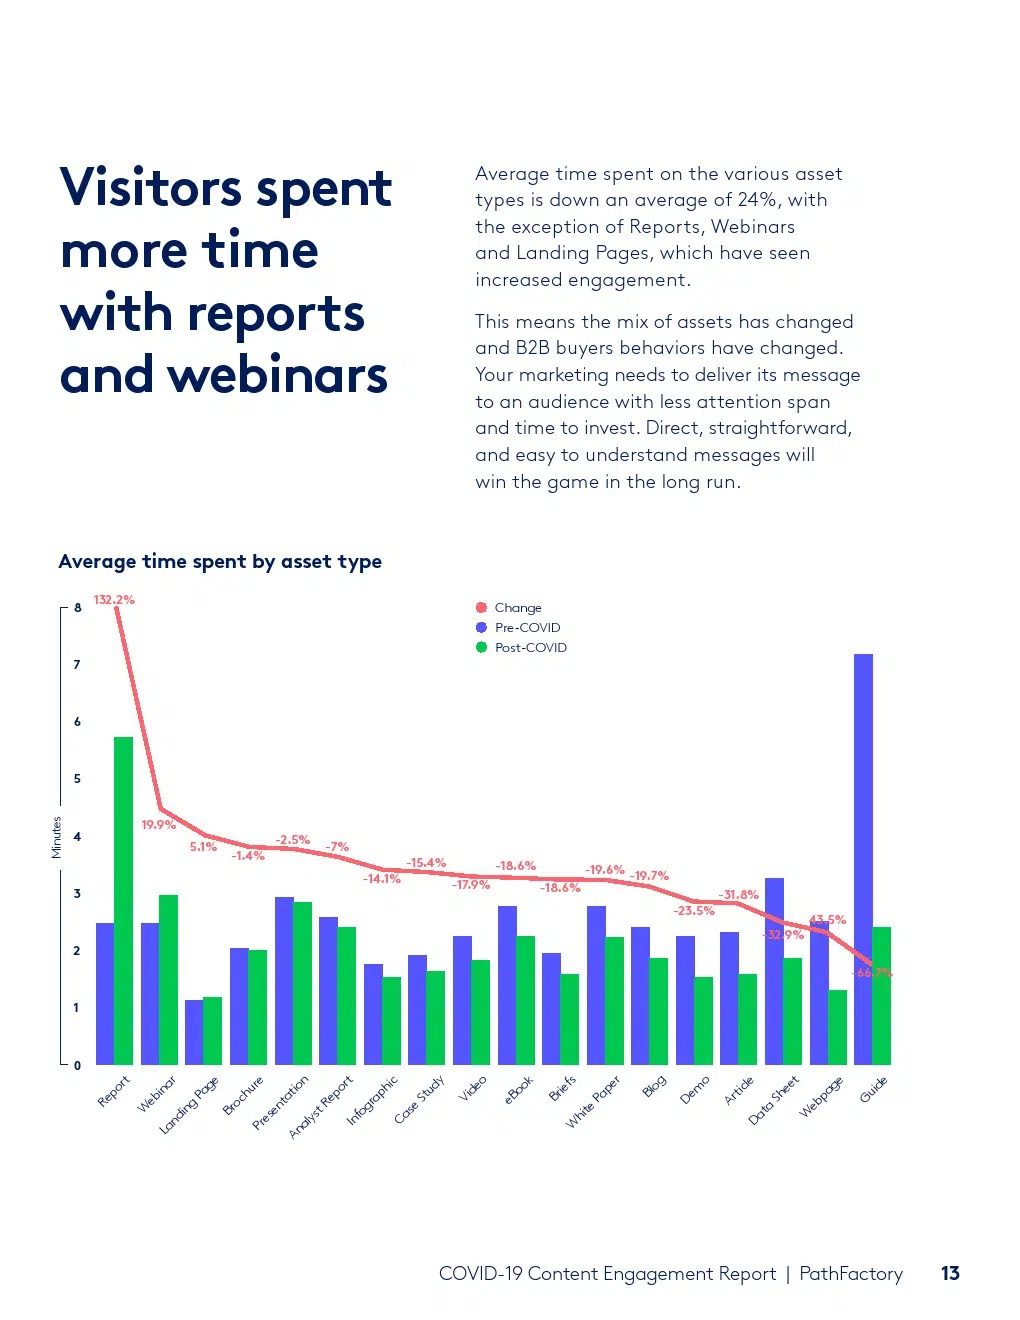 Visitors spent
more time
with reports
and webinars
Average time spent on the various asset
types is down an average of 24%, with
the exception of Reports, Webinars
and Landing Pages, which have seen
increased engagement.
This means the mix of assets has changed
and B2B buyers behaviors have changed.
Your marketing needs to deliver its message
to an audience with less attention span
and time to invest. Direct, straightforward,
and easy to understand messages will
win the game in the long run.
Average time spent by asset type
Change
Pre-COVID
Post-COVID
Minutes
8
7
6
5
4
3
2
1
0
132.2%
19.9%
5.1%
-1.4%
-2.5%
-7%
-14.1%
-15.4%
-17.9%
-18.6%
-18.6%
-19.6%
-19.7%
-23.5%
-31.8%
-32.9%
-43.5%
-66.7%
Report
Webinar
Landing Page
Brochure
Presentation
Analyst Report
Infographic
Case Study
Video
eBook
Briefs
White Paper
Blog
Demo
Article
Data Sheet
Webpage
Guide
COVID-19 Content Engagement Report | PathFactory 13